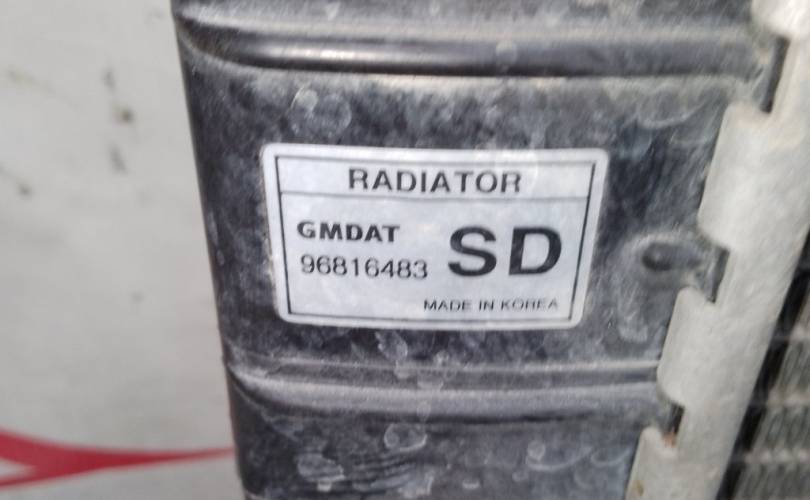 RADIATOR
GMDAT
SD
96816483
MADE IN KOREA